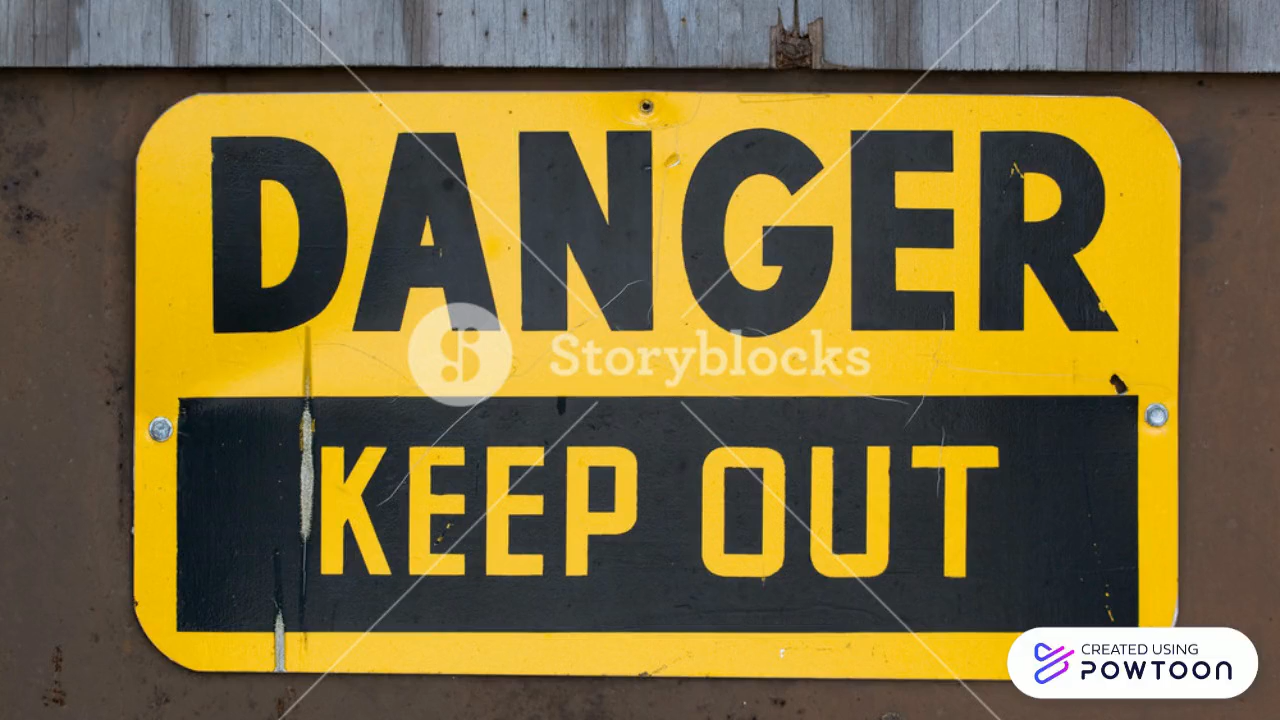 DANGER
Storyblocks
KEEP OUT
CREATED USING
POWTOON